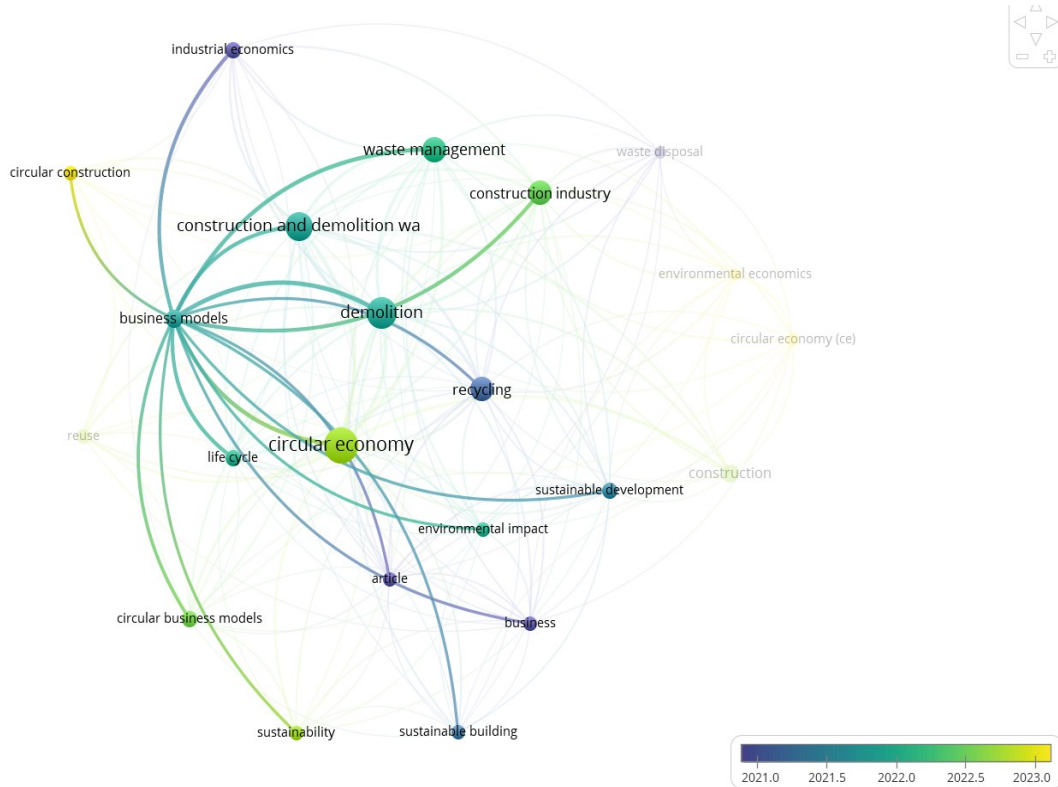 industrial economics
waste management
waste disposal
circular construction
construction industry
construction and demolition wa
environmental economics
business models
demolition
circular economy (ce)
recycling
reuse
circular economy
life cycle
construction
sustainable development
environmental impact
article
circular business models
business
sustainability
sustainable building
2021.0 2021.5 2022.0 2022.5 2023.0